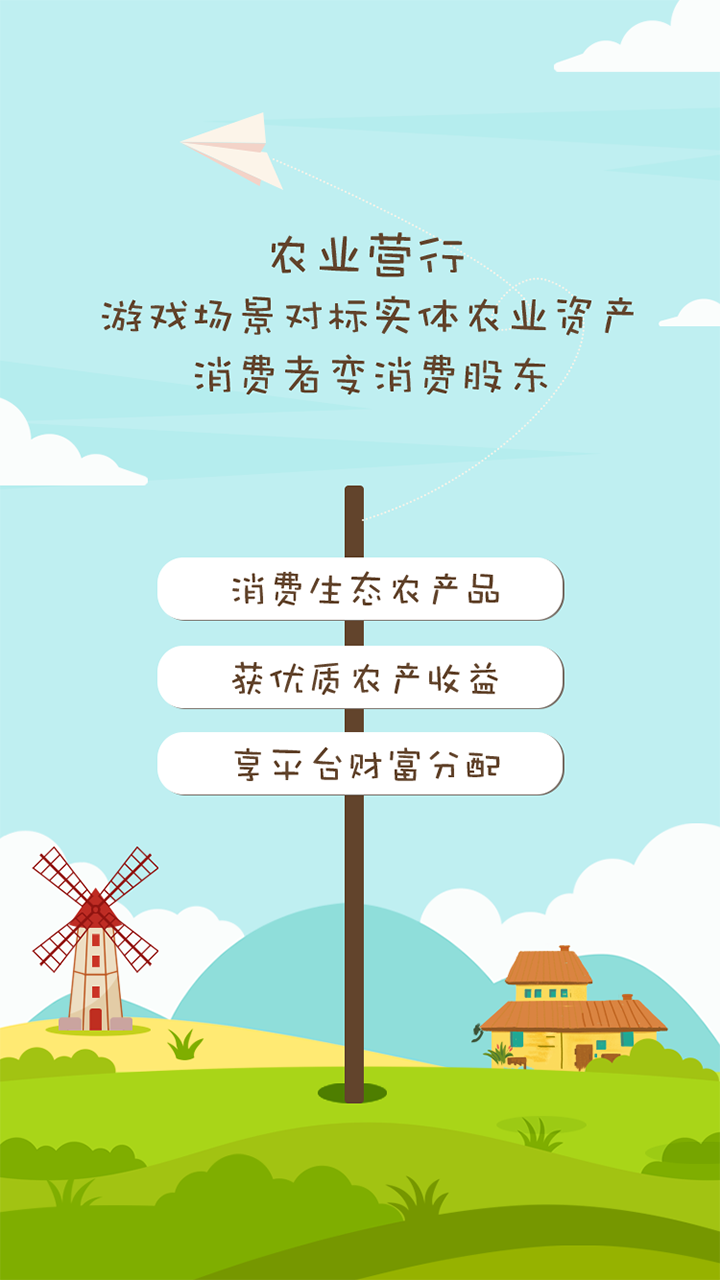 农业营行
游戏场景对标实体农业资产
消费者变消费股东
消费生态农产品
获优质农产收益
享平台财富分配